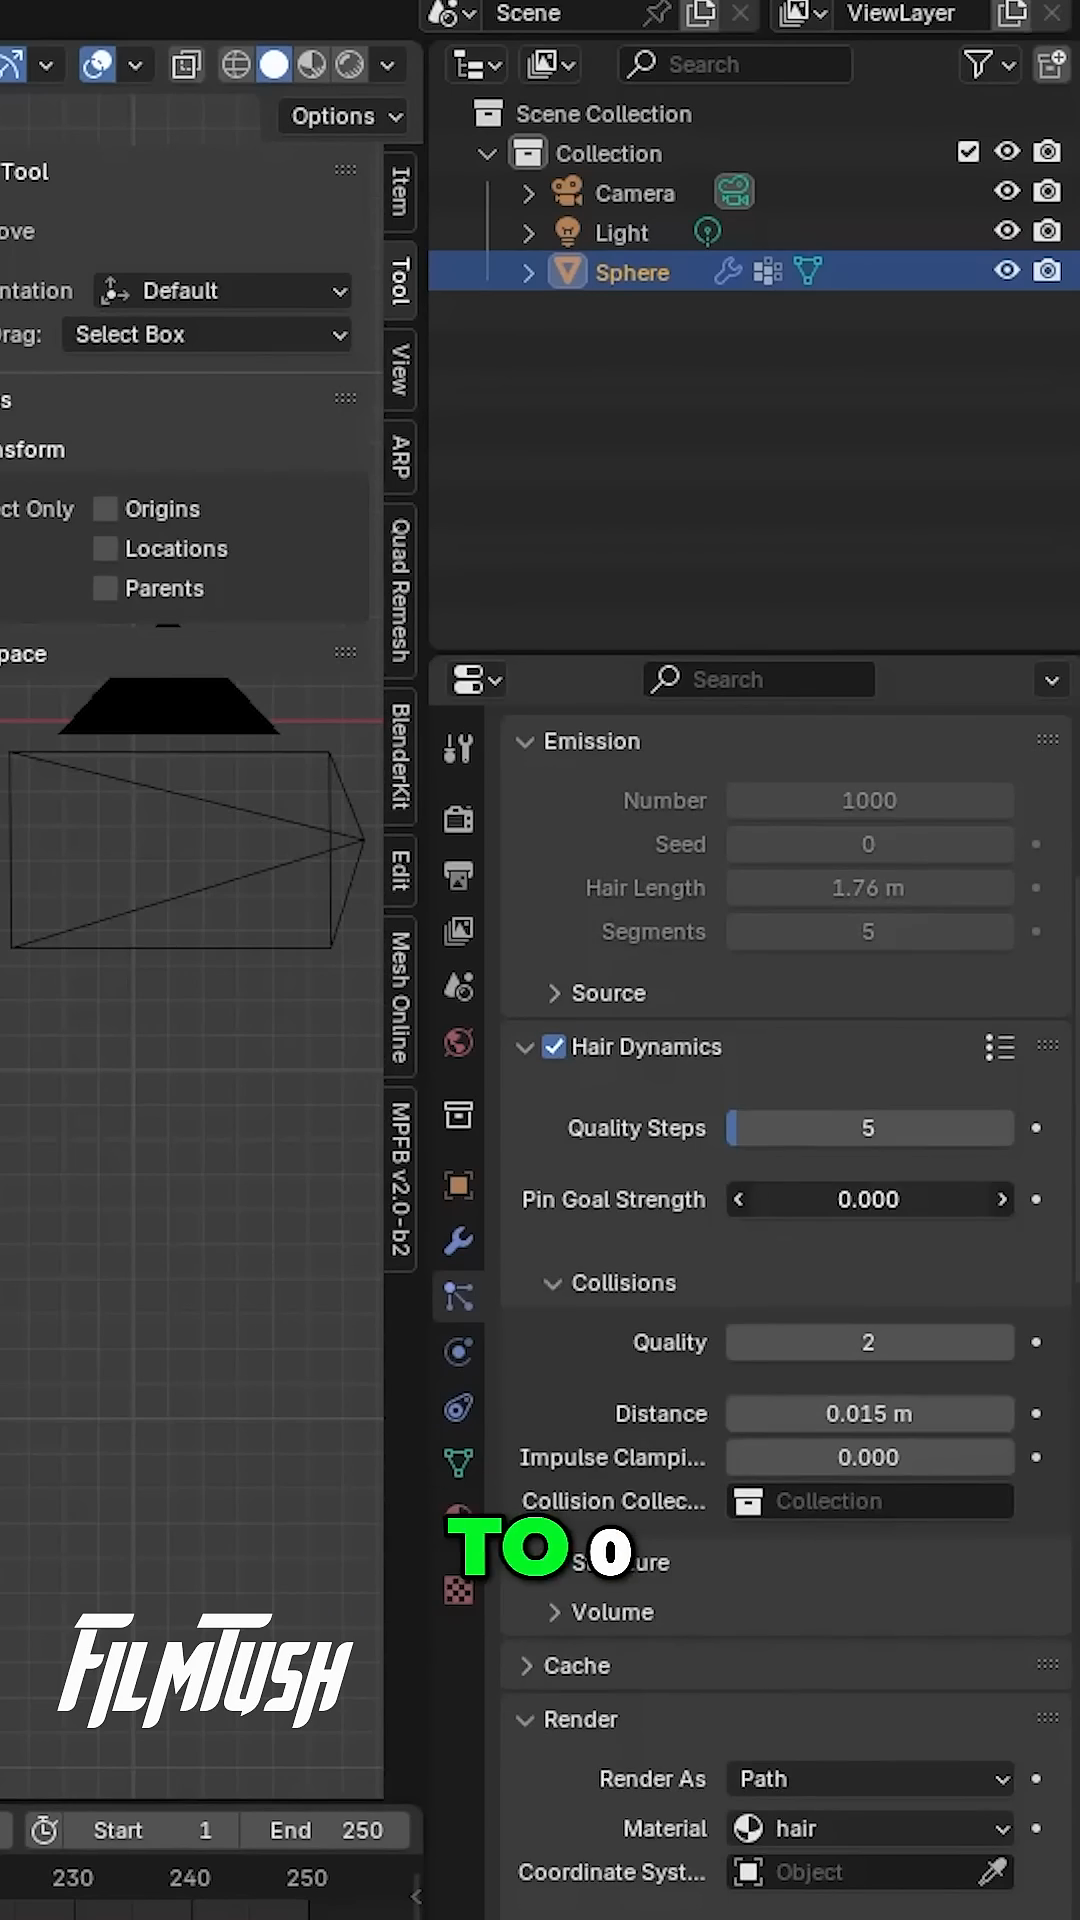 Scene
ViewLayer
Search
Options
Scene Collection
Collection
Camera
Light
Sphere
Tool
ove
ntation
Default
rag:
Select Box
s
nsform
ct Only
Origins
Locations
Parents
pace
Item
Tool
View
ARP
Quad Remesh
BlenderKit
Edit
Mesh Online
MPFB v2.0-b2
Search
Emission
Number 1000
Seed 0
Hair Length 1.76 m
Segments 5
Source
Hair Dynamics
Quality Steps 5
Pin Goal Strength 0.000
Collisions
Quality 2
Distance 0.015 m
Impulse Clampi... 0.000
Collision Collec... Collection
TO 0
Volume
Cache
Render
Render As Path
Material hair
Coordinate Syst... Object
FILMTUSH
Start 1 End 250
230 240 250